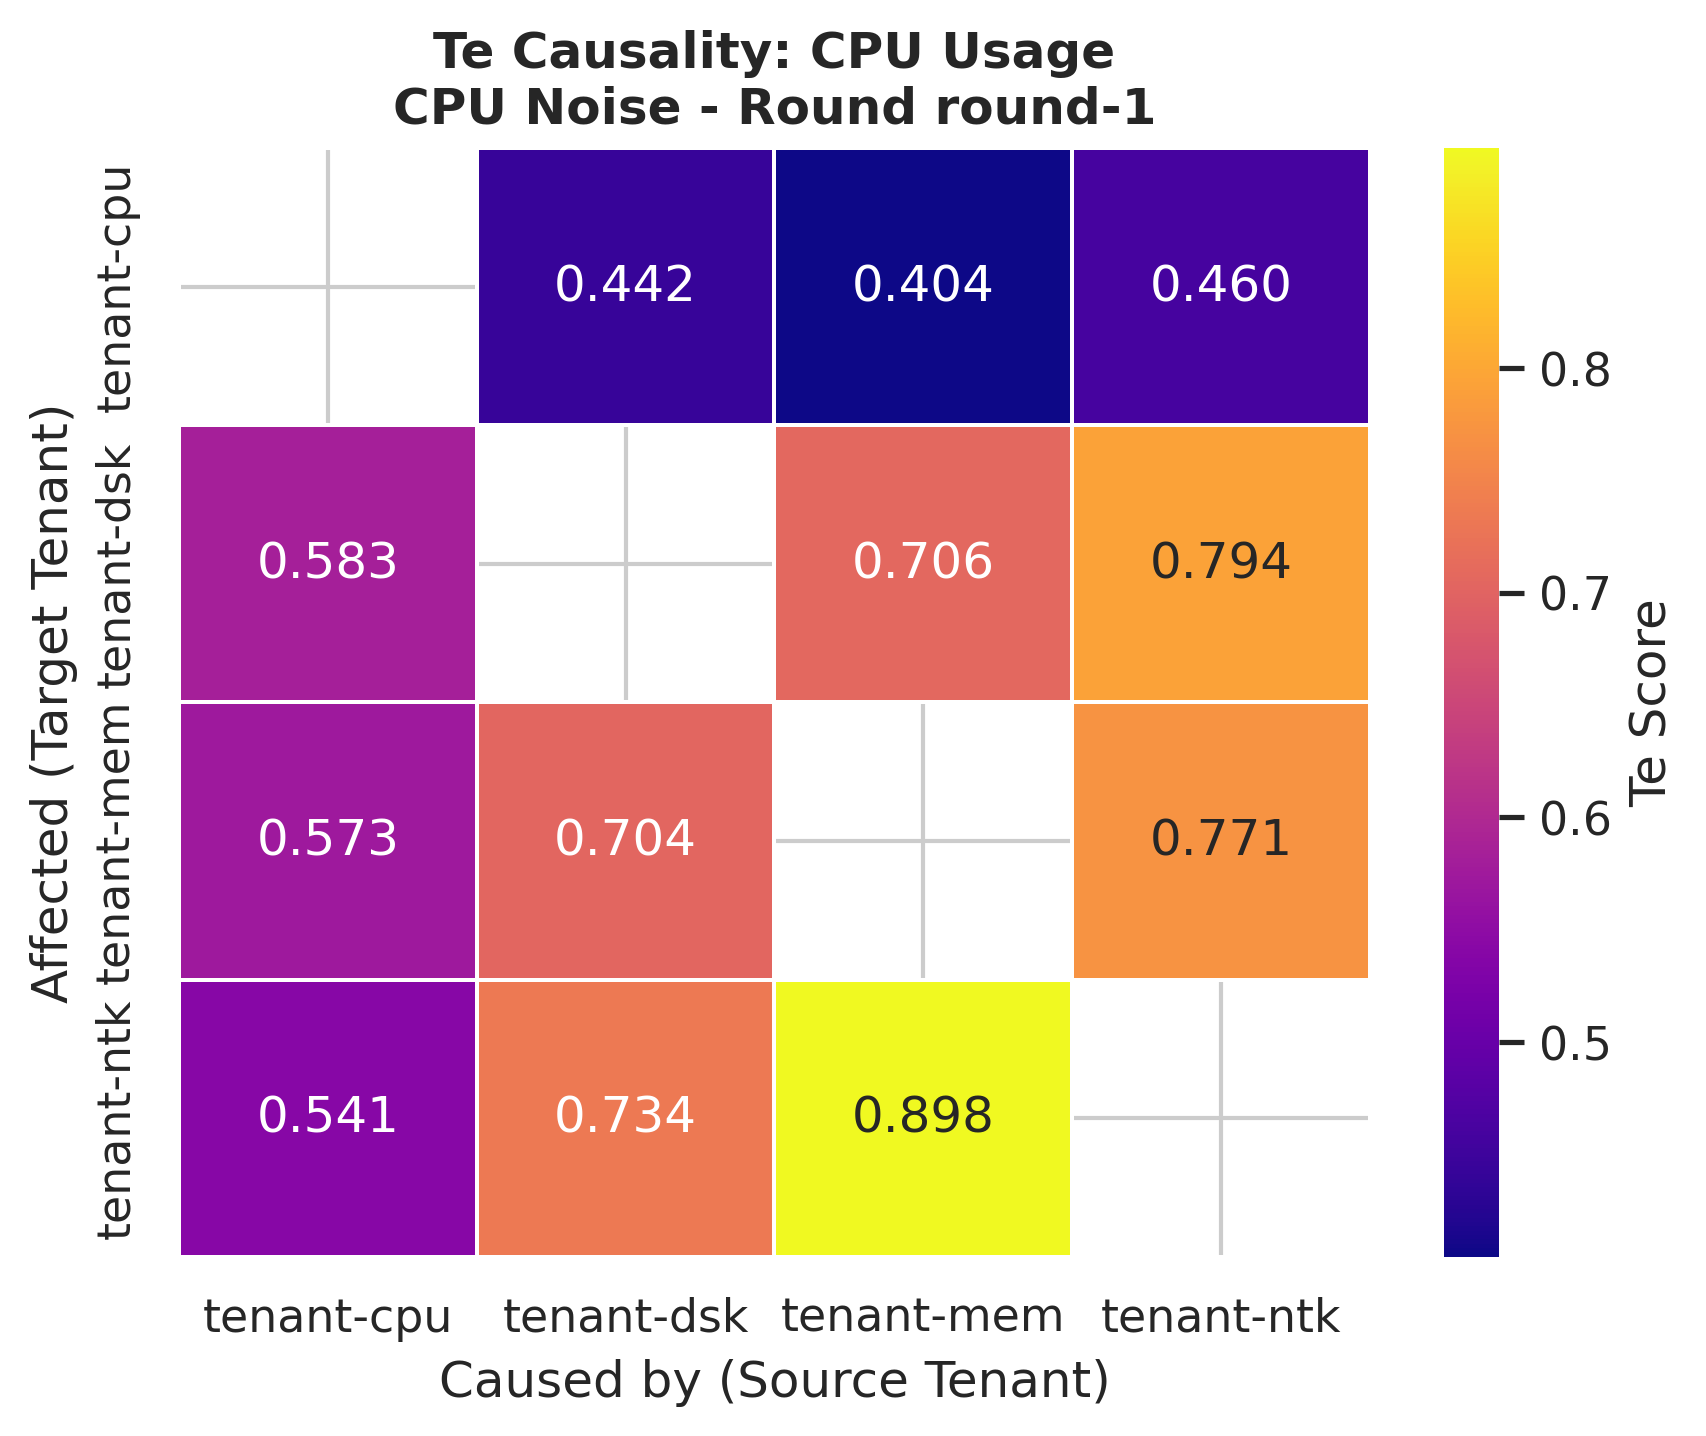 Te Causality: CPU Usage
CPU Noise - Round round-1
Affected (Target Tenant)
tenant-cpu
0.442 0.404 0.460
tenant-dsk
0.583 0.706 0.794
tenant-mem
0.573 0.704 0.771
tenant-ntk
0.541 0.734 0.898
tenant-cpu tenant-dsk tenant-mem tenant-ntk
Caused by (Source Tenant)
0.8
0.7
0.6
0.5
Te Score